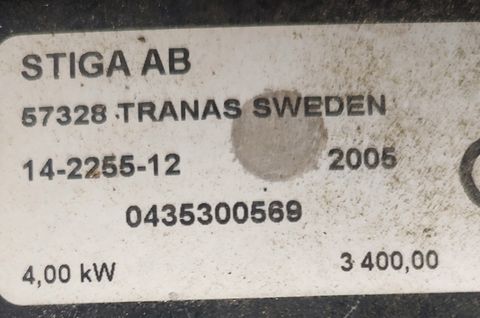 STIGA AB
57328 TRANAS SWEDEN
14-2255-12 2005
0435300569
4,00 kW 3 400,00